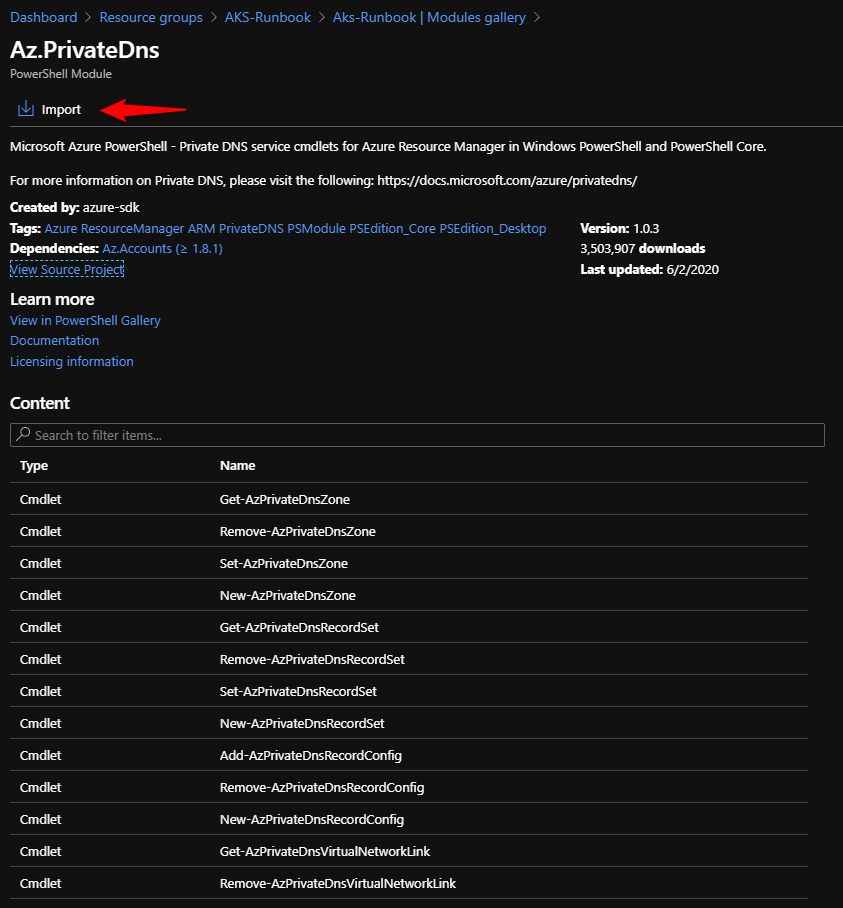 Dashboard > Resource groups > AKS-Runbook > Aks-Runbook | Modules gallery >
Az.PrivateDns
PowerShell Module
Import
Microsoft Azure PowerShell - Private DNS service cmdlets for Azure Resource Manager in Windows PowerShell and PowerShell Core.
For more information on Private DNS, please visit the following: https://docs.microsoft.com/azure/privatedns/
Created by: azure-sdk
Tags: Azure ResourceManager ARM PrivateDNS PSModule PSEdition_Core PSEdition_Desktop
Version: 1.0.3
Dependencies: Az.Accounts (≥ 1.8.1)
3,503,907 downloads
View Source Project
Last updated: 6/2/2020
Learn more
View in PowerShell Gallery
Documentation
Licensing information
Content
Search to filter items...
Type Name
Cmdlet Get-AzPrivateDnsZone
Cmdlet Remove-AzPrivateDnsZone
Cmdlet Set-AzPrivateDnsZone
Cmdlet New-AzPrivateDnsZone
Cmdlet Get-AzPrivateDnsRecordSet
Cmdlet Remove-AzPrivateDnsRecordSet
Cmdlet Set-AzPrivateDnsRecordSet
Cmdlet New-AzPrivateDnsRecordSet
Cmdlet Add-AzPrivateDnsRecordConfig
Cmdlet Remove-AzPrivateDnsRecordConfig
Cmdlet New-AzPrivateDnsRecordConfig
Cmdlet Get-AzPrivateDnsVirtualNetworkLink
Cmdlet Remove-AzPrivateDnsVirtualNetworkLink